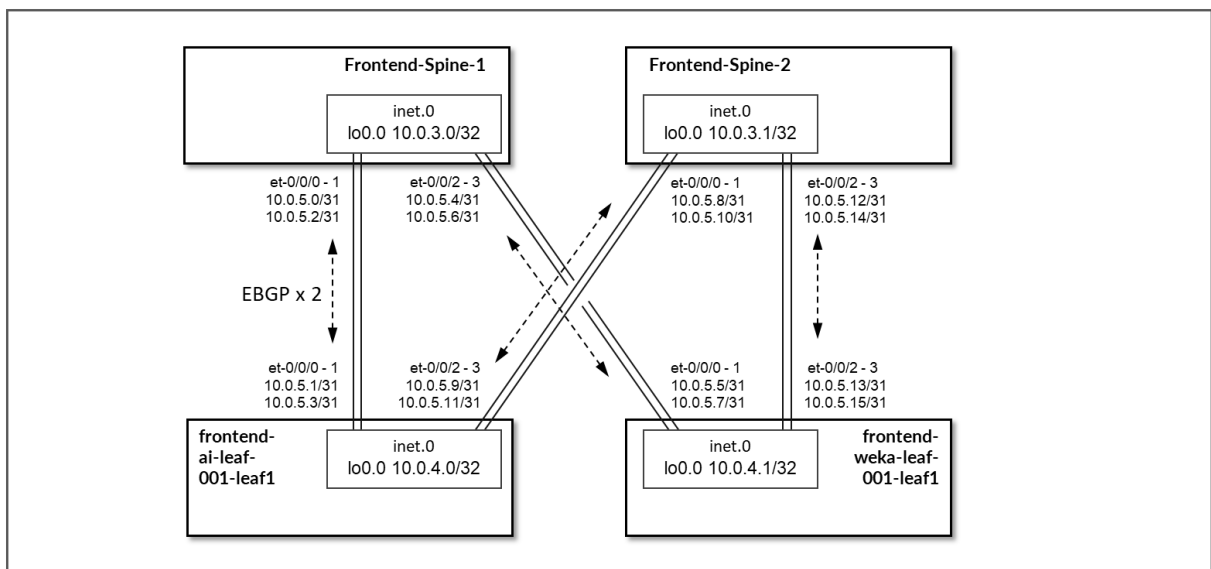 Frontend-Spine-1
inet.0
lo0.0 10.0.3.0/32
Frontend-Spine-2
inet.0
lo0.0 10.0.3.1/32
et-0/0/0 - 1
10.0.5.0/31
10.0.5.2/31
et-0/0/2 - 3
10.0.5.4/31
10.0.5.6/31
et-0/0/0 - 1
10.0.5.8/31
10.0.5.10/31
et-0/0/2 - 3
10.0.5.12/31
10.0.5.14/31
EBGP x 2
et-0/0/0 - 1
10.0.5.1/31
10.0.5.3/31
et-0/0/2 - 3
10.0.5.9/31
10.0.5.11/31
et-0/0/0 - 1
10.0.5.5/31
10.0.5.7/31
et-0/0/2 - 3
10.0.5.13/31
10.0.5.15/31
frontend-
ai-leaf-
001-leaf1
inet.0
lo0.0 10.0.4.0/32
inet.0
lo0.0 10.0.4.1/32
frontend-
weka-leaf-
001-leaf1